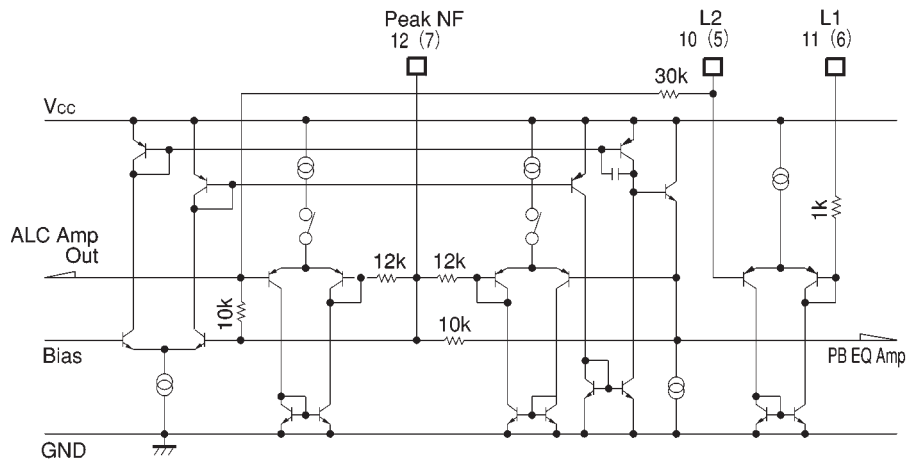 Peak NF
12 (7)
L2
10 (5)
L1
11 (6)
30k
Vcc
1k
ALC Amp
Out
12k
12k
10k
10k
Bias
PB EQ Amp
GND